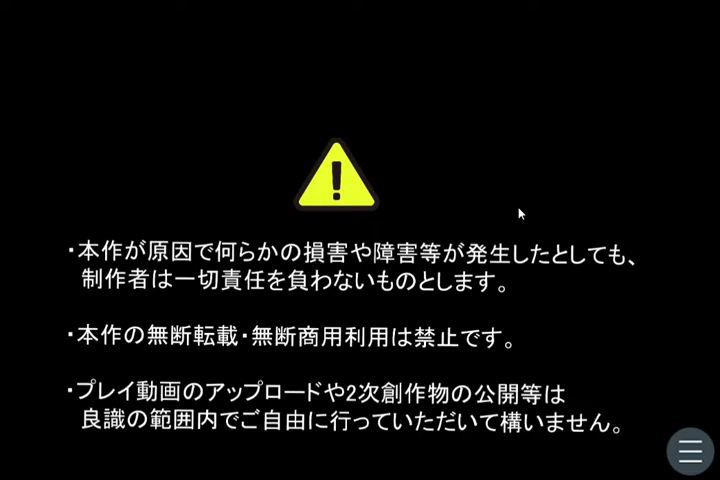 ・本作が原因で何らかの損害や障害等が発生したとしても、
制作者は一切責任を負わないものとします。
・本作の無断転載・無断商用利用は禁止です。
・プレイ動画のアップロードや2次創作物の公開等は
良識の範囲内でご自由に行っていただいて構いません。